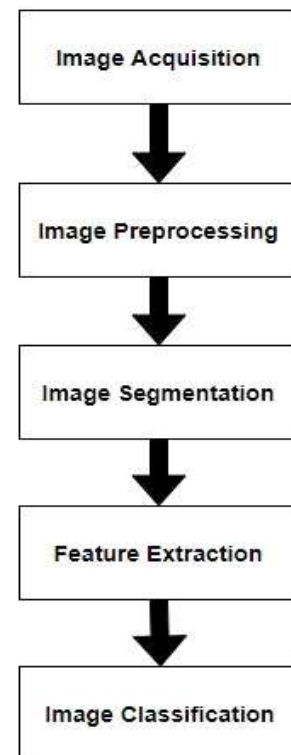 Image Acquisition
Image Preprocessing
Image Segmentation
Feature Extraction
Image Classification